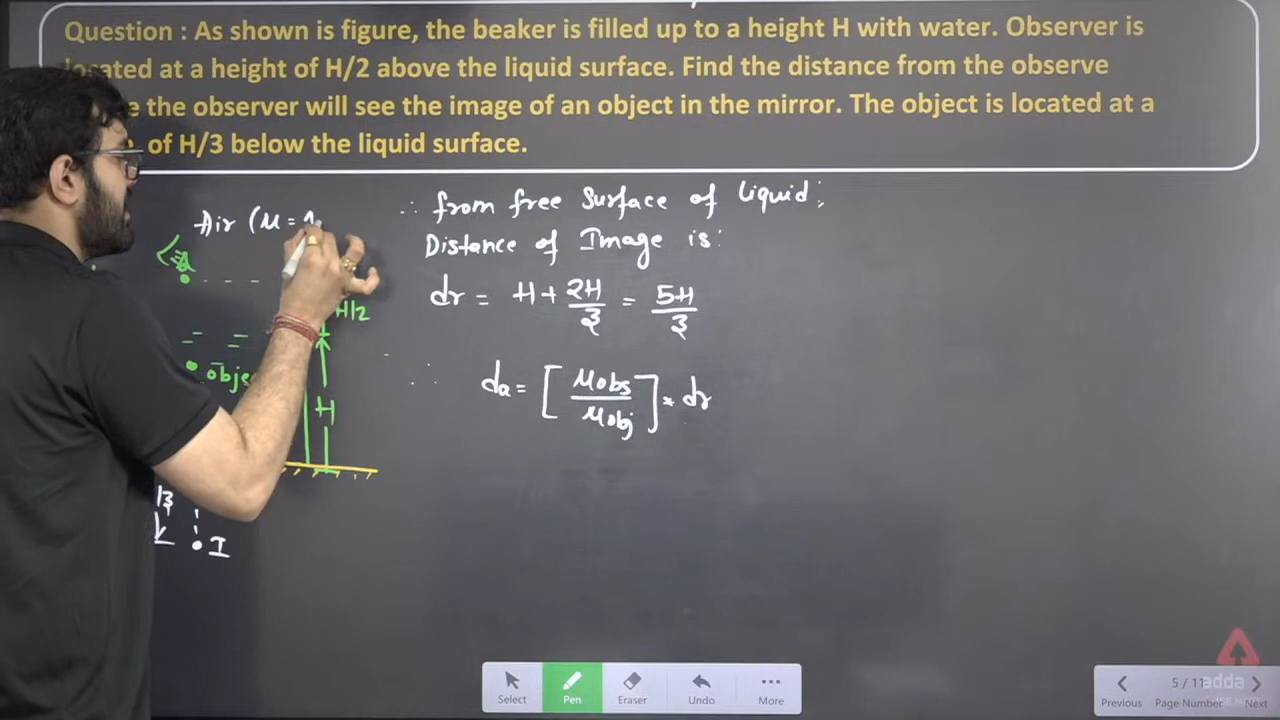 Question : As shown is figure, the beaker is filled up to a height H with water. Observer is
located at a height of H/2 above the liquid surface. Find the distance from the observe
the observer will see the image of an object in the mirror. The object is located at a
of H/3 below the liquid surface.
Air (μ = 1
∴ from free surface of liquid;
Distance of Image is:
dr = H + 2H/3 = 5H/3
H/2
obje
H
∴ da = [μobs/μobj] * dr
I
Select
Pen
Eraser
Undo
More
Previous
5 / 11
Page Number
Next
adda